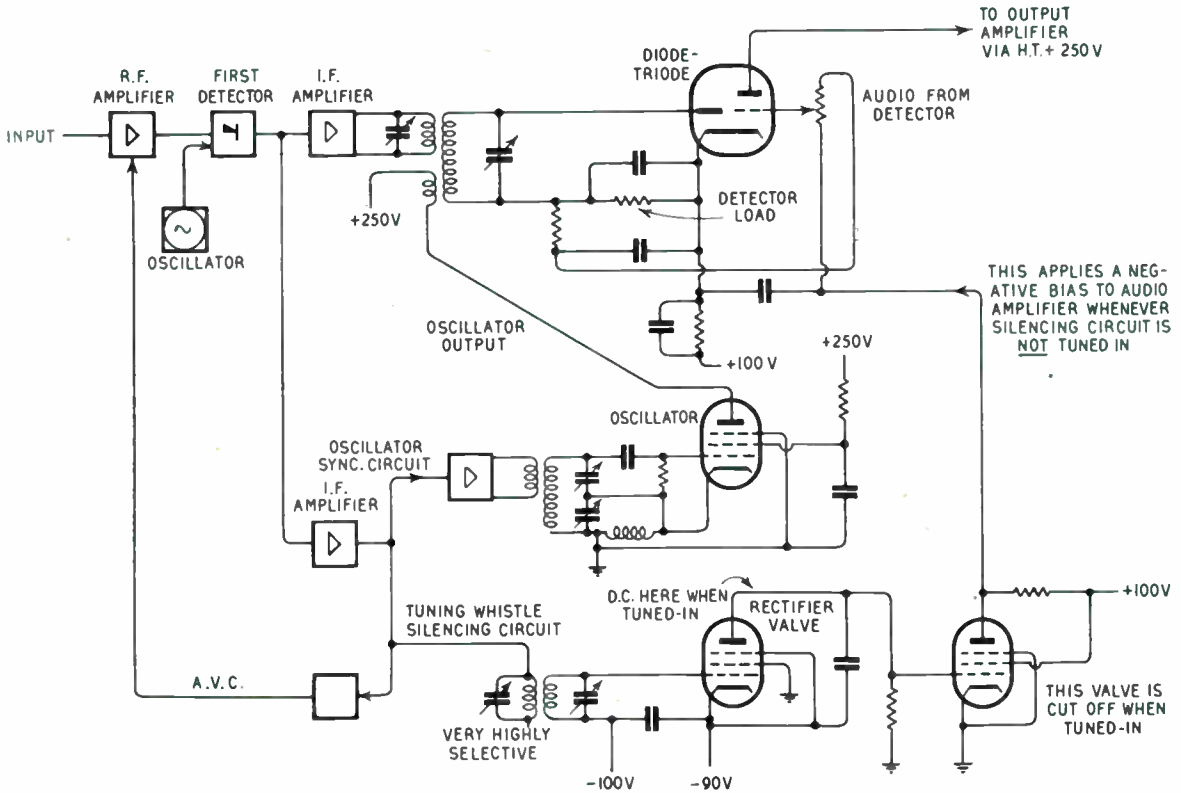 TO OUTPUT
AMPLIFIER
VIA H.T.+ 250 V
DIODE-
TRIODE
R.F.
AMPLIFIER
FIRST
DETECTOR
I.F.
AMPLIFIER
AUDIO FROM
DETECTOR
INPUT
+250V
DETECTOR
LOAD
OSCILLATOR
THIS APPLIES A NEG-
ATIVE BIAS TO AUDIO
AMPLIFIER WHENEVER
SILENCING CIRCUIT IS
NOT TUNED IN
OSCILLATOR
OUTPUT
+100V
+250V
OSCILLATOR
OSCILLATOR
SYNC. CIRCUIT
I.F.
AMPLIFIER
D.C. HERE WHEN
TUNED-IN
RECTIFIER
VALVE
+100V
TUNING WHISTLE
SILENCING CIRCUIT
A.V.C.
THIS VALVE IS
CUT OFF WHEN
TUNED-IN
VERY HIGHLY
SELECTIVE
-100V
-90V